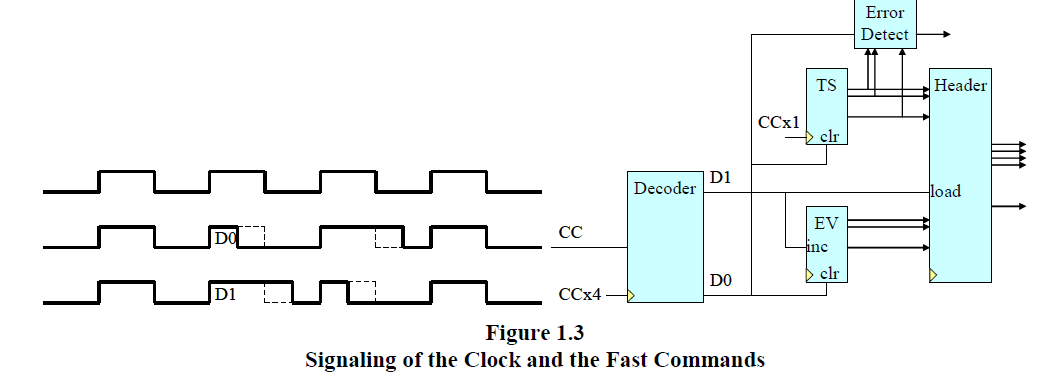 Error
Detect
TS
Header
CCx1
clr
Decoder
D1
load
D0
CC
EV
inc
D1
CCx4
D0
clr
Figure 1.3
Signaling of the Clock and the Fast Commands